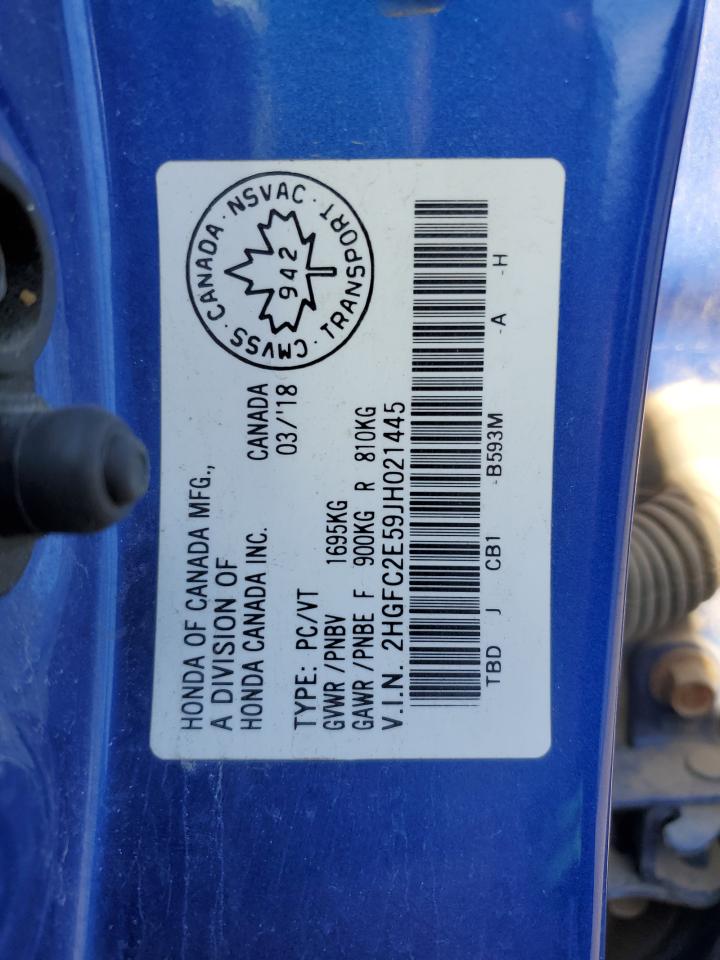 HONDA OF CANADA MFG.,
A DIVISION OF
HONDA CANADA INC.
CANADA
03/'18
CMVSS · CANADA · NSVAC · TRANSPORT ·
942
TYPE: PC/VT
GVWR/PNBV 1695KG
GAWR/PNBE F 900KG R 810KG
V.I.N. 2HGFC2E59JH021445
TBD J CB1 -B593M -A -H